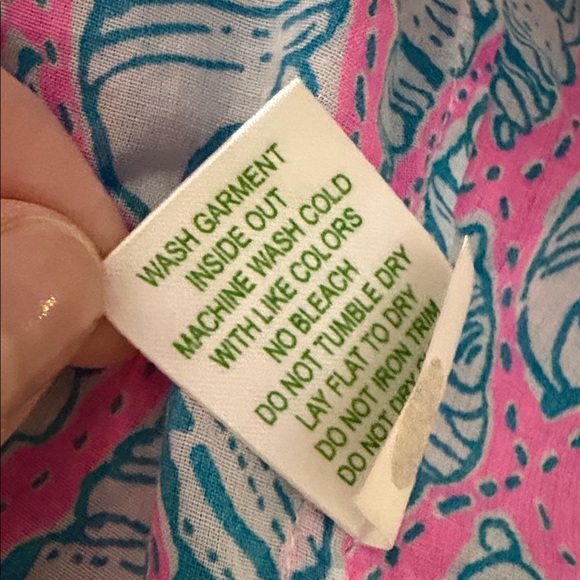 WASH GARMENT
INSIDE OUT
MACHINE WASH COLD
WITH LIKE COLORS
NO BLEACH
DO NOT TUMBLE DRY
LAY FLAT TO DRY
DO NOT IRON TRIM
DO NOT DRY